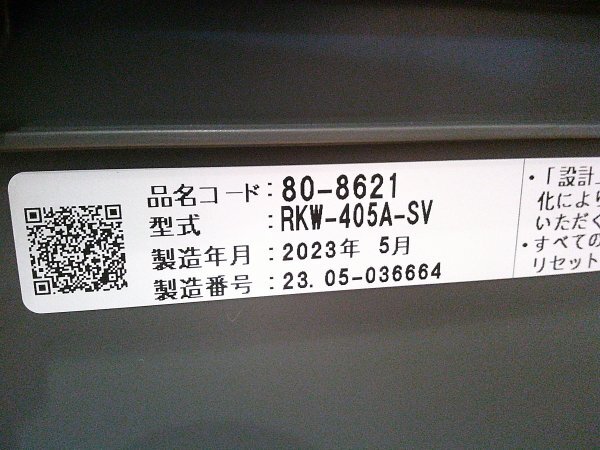 品名コード:80-8621
型式:RKW-405A-SV
製造年月:2023年 5月
製造番号:23.05-036664
・「設計
化により
いただく
・すべての
リセット